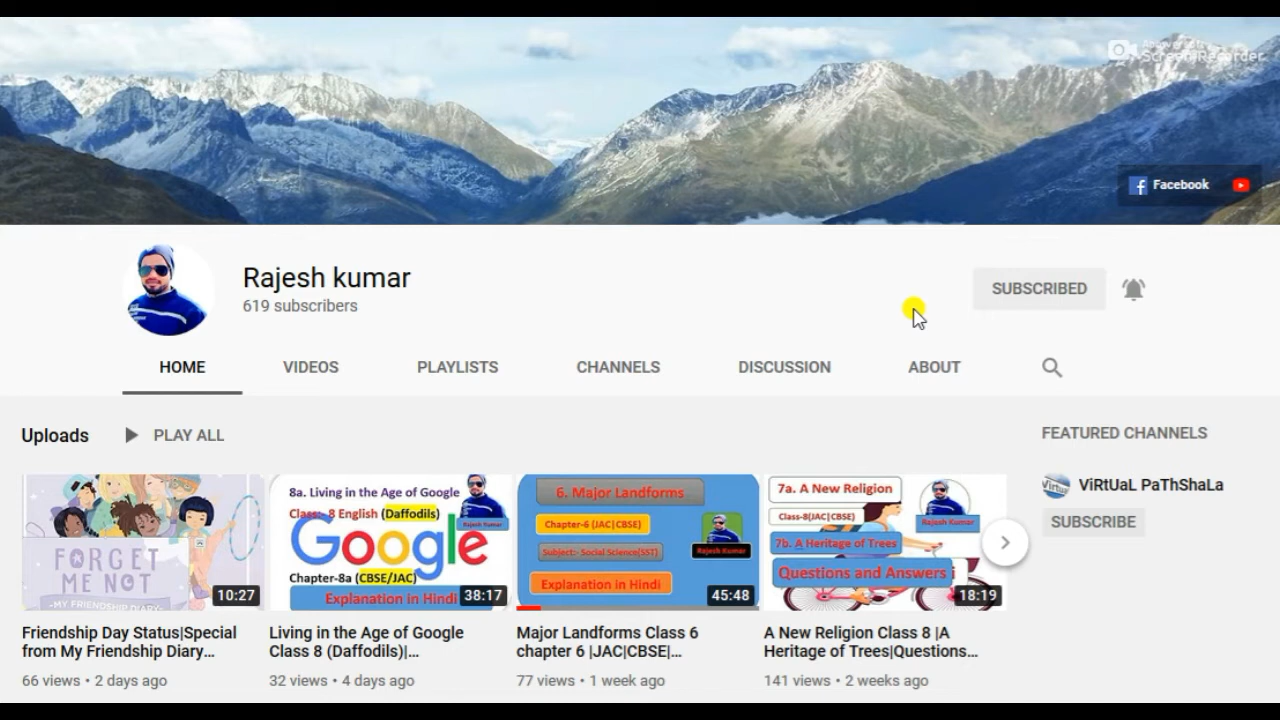 Screen Recorder
Facebook
Rajesh kumar
619 subscribers
SUBSCRIBED
HOME
VIDEOS
PLAYLISTS
CHANNELS
DISCUSSION
ABOUT
Uploads
PLAY ALL
FEATURED CHANNELS
ViRtUaL PaThShaLa
SUBSCRIBE
FORGET
ME NOT
-MY FRIENDSHIP DIARY-
10:27
Friendship Day Status|Special
from My Friendship Diary...
66 views • 2 days ago
8a. Living in the Age of Google
Class:- 8 English (Daffodils)
Rajesh Kumar
Google
Chapter-8a (CBSE/JAC)
Explanation in Hindi
38:17
Living in the Age of Google
Class 8 (Daffodils)|...
32 views • 4 days ago
6. Major Landforms
Chapter-6 (JAC|CBSE)
Subject:- Social Science(SST)
Rajesh Kumar
Explanation in Hindi
45:48
Major Landforms Class 6
chapter 6 |JAC|CBSE|...
77 views • 1 week ago
7a. A New Religion
Class-8(JAC|CBSE)
Rajesh Kumar
7b. A Heritage of Trees
Questions and Answers
18:19
A New Religion Class 8 |A
Heritage of Trees|Questions...
141 views • 2 weeks ago